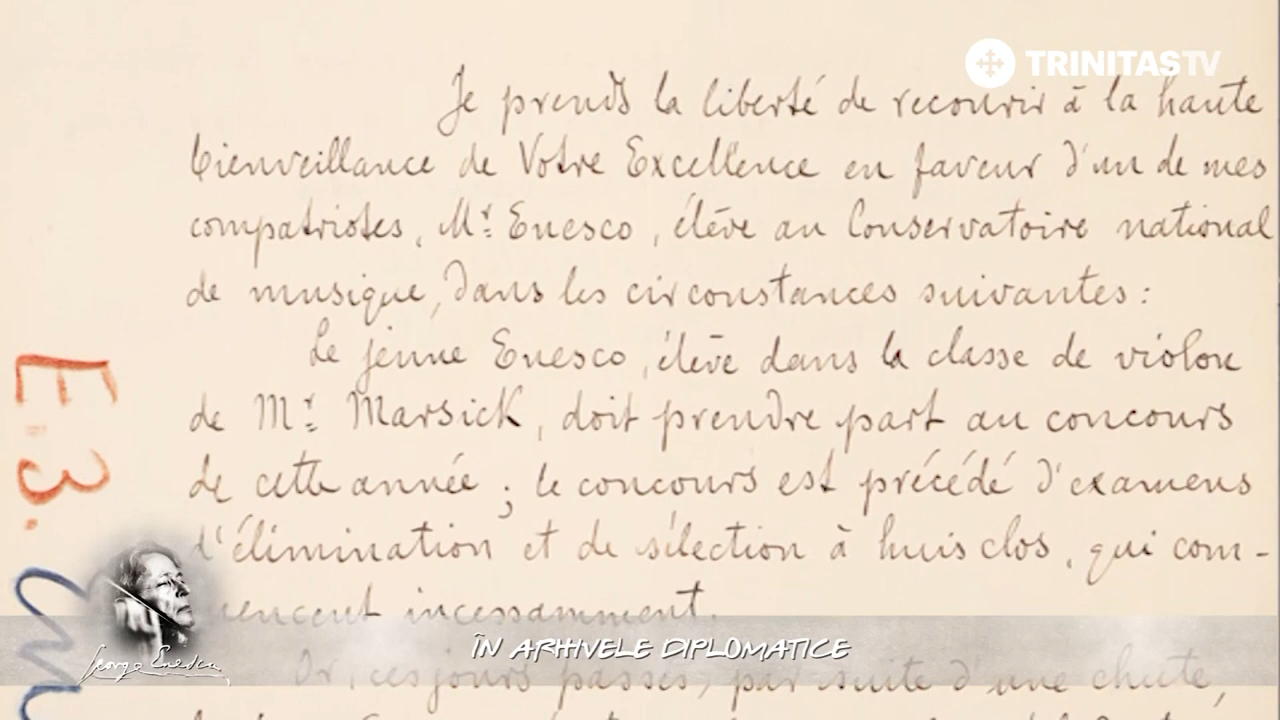 TRINITAS TV
Je prends la liberté de recourir à la haute
bienveillance de Votre Excellence en faveur d'un de mes
compatriotes, Mr. Enesco, élève au Conservatoire national
de musique, dans les circonstances suivantes :
Le jeune Enesco, élève dans la classe de violon
de Mr. Marsick, doit prendre part au concours
de cette année ; le concours est précédé d'examens
d'élimination et de sélection à huis clos, qui com-
mencent incessamment.
Or, ces jours passés, par suite d'une chute,
E.3.
George Enescu
ÎN ARHIVELE DIPLOMATICE